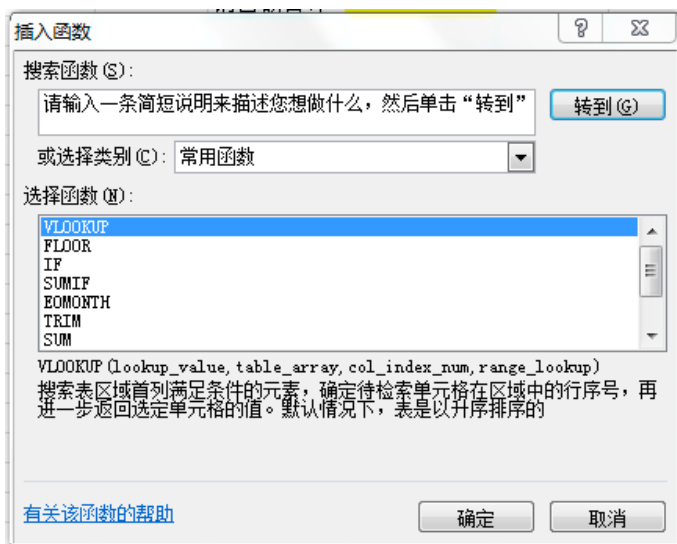 插入函数
搜索函数(S):
请输入一条简短说明来描述您想做什么，然后单击“转到”
转到(G)
或选择类别(C): 常用函数
选择函数(N):
VLOOKUP
FLOOR
IF
SUMIF
EOMONTH
TRIM
SUM
VLOOKUP(lookup_value,table_array,col_index_num,range_lookup)
搜索表区域首列满足条件的元素，确定待检索单元格在区域中的行序号，再
进一步返回选定单元格的值。默认情况下，表是以升序排序的
有关该函数的帮助
确定
取消